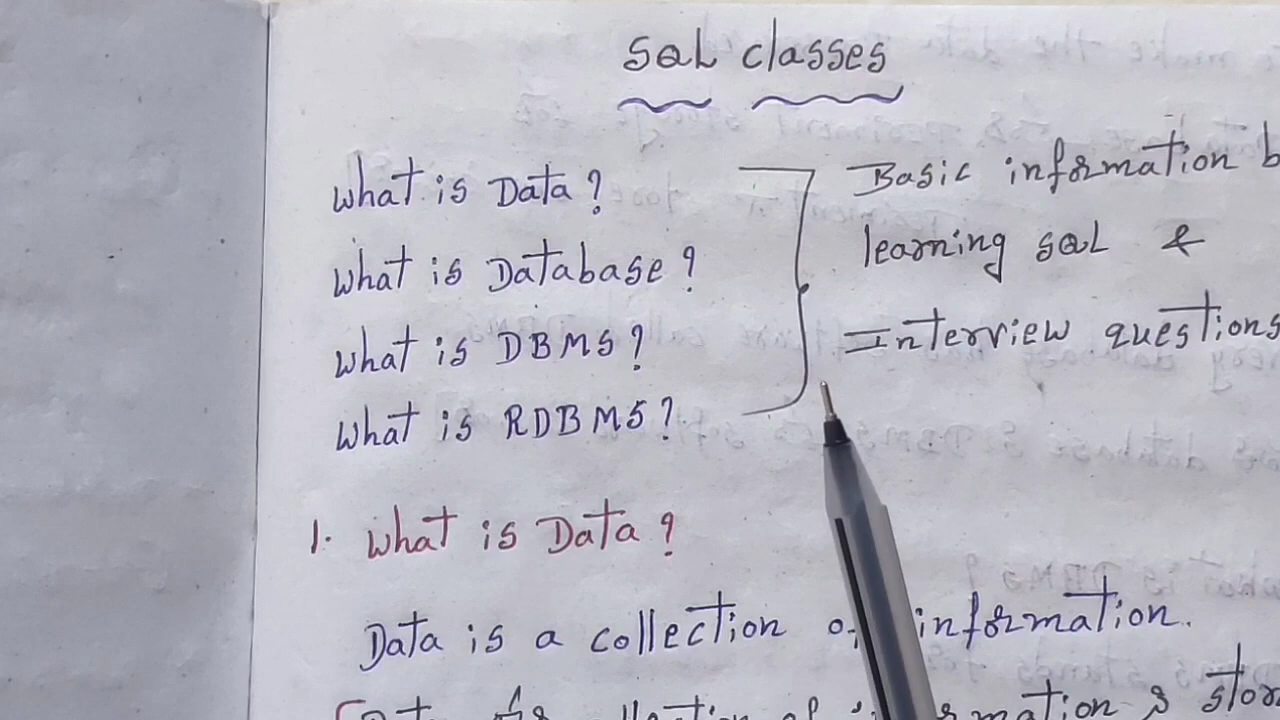 SQL classes
What is Data?
What is Database?
What is DBMS?
What is RDBMS?
Basic information b
learning SQL &
Interview questions
1. What is Data?
Data is a collection of information.